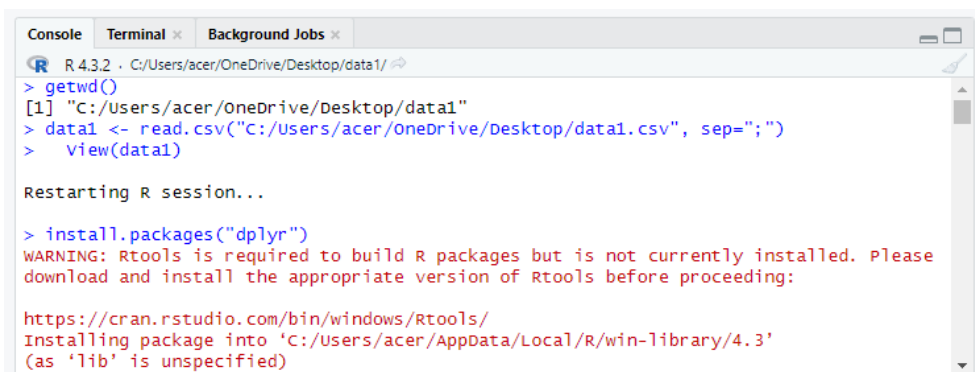 Console Terminal × Background Jobs ×
R R 4.3.2 · C:/Users/acer/OneDrive/Desktop/data1/
> getwd()
[1] "C:/Users/acer/OneDrive/Desktop/data1"
> data1 <- read.csv("C:/Users/acer/OneDrive/Desktop/data1.csv", sep=";")
>   View(data1)
Restarting R session...
> install.packages("dplyr")
WARNING: Rtools is required to build R packages but is not currently installed. Please
download and install the appropriate version of Rtools before proceeding:
https://cran.rstudio.com/bin/windows/Rtools/
Installing package into ‘C:/Users/acer/AppData/Local/R/win-library/4.3’
(as ‘lib’ is unspecified)